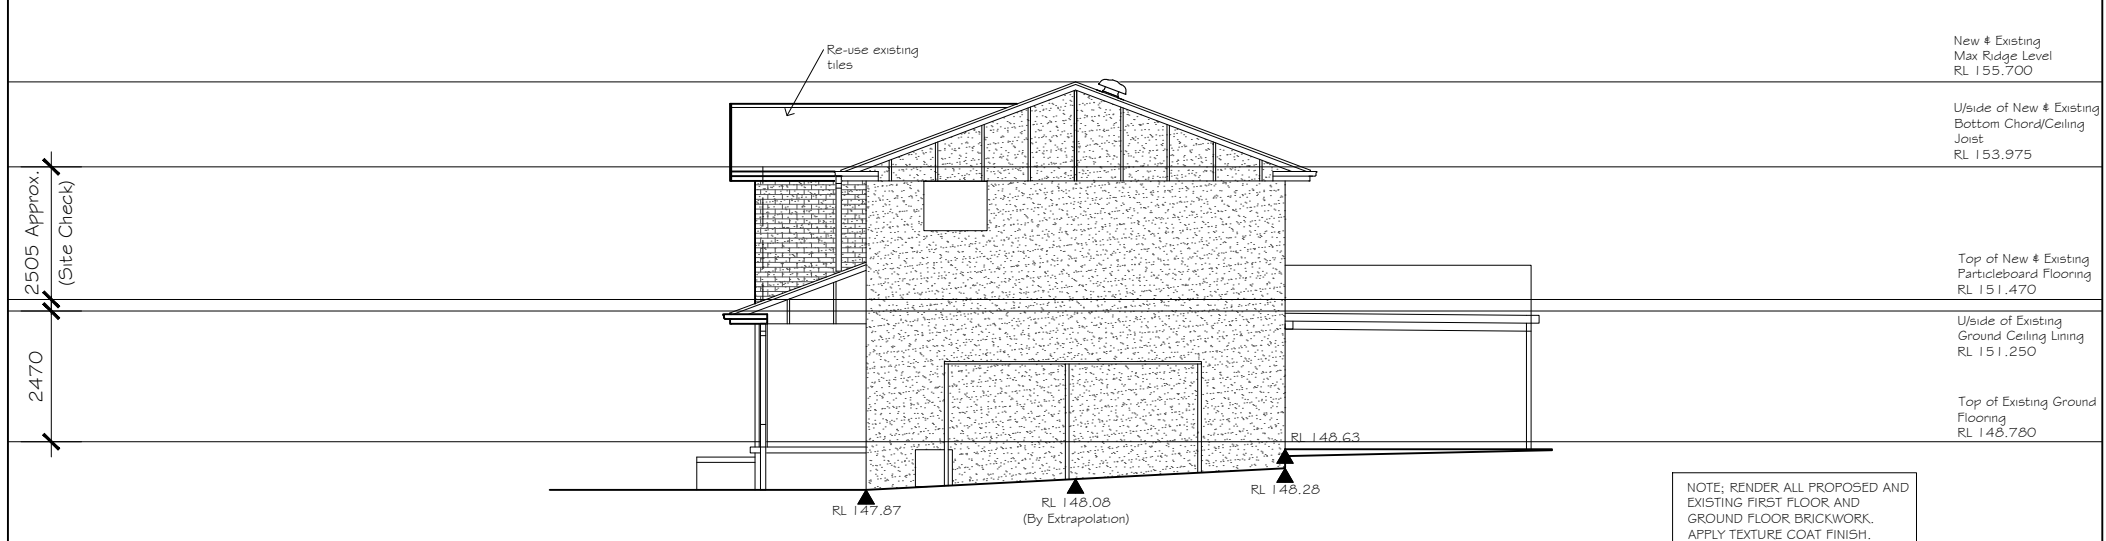 Re-use existing
tiles
New & Existing
Max Ridge Level
RL 155.700
U/side of New & Existing
Bottom Chord/Ceiling
Joist
RL 153.975
2505 Approx.
(Site Check)
Top of New & Existing
Particleboard Flooring
RL 151.470
U/side of Existing
Ground Ceiling Lining
RL 151.250
2470
Top of Existing Ground
Flooring
RL 148.780
RL 148.63
RL 148.28
RL 148.08
(By Extrapolation)
RL 147.87
NOTE; RENDER ALL PROPOSED AND
EXISTING FIRST FLOOR AND
GROUND FLOOR BRICKWORK.
APPLY TEXTURE COAT FINISH.